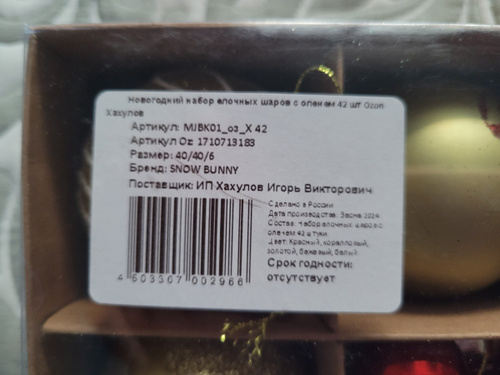 Новогодний набор елочных шаров с оленем 42 шт Ozon
Хахулов
Артикул: MJBK01_оз_X 42
Артикул Oz: 1710713183
Размер: 40/40/6
Бренд: SNOW BUNNY
Поставщик: ИП Хахулов Игорь Викторович
Сделано в России
Дата производства: Весна 2024
Состав: Набор елочных шаров с
оленем 42 штуки
Цвет: Красный, коралловый,
золотой, бежевый, белый
Срок годности:
отсутствует
4 603507 002966